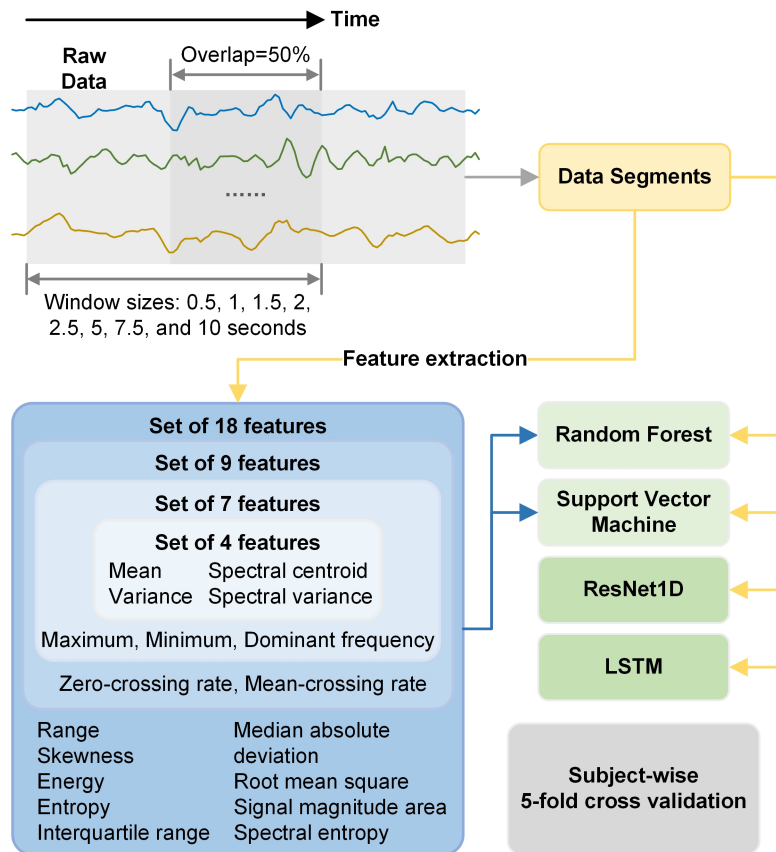 Time
Raw
Data
Overlap=50%
......
Data Segments
Window sizes: 0.5, 1, 1.5, 2,
2.5, 5, 7.5, and 10 seconds
Feature extraction
Set of 18 features
Set of 9 features
Set of 7 features
Set of 4 features
Mean Spectral centroid
Variance Spectral variance
Maximum, Minimum, Dominant frequency
Zero-crossing rate, Mean-crossing rate
Range
Skewness
Energy
Entropy
Interquartile range
Median absolute
deviation
Root mean square
Signal magnitude area
Spectral entropy
Random Forest
Support Vector
Machine
ResNet1D
LSTM
Subject-wise
5-fold cross validation